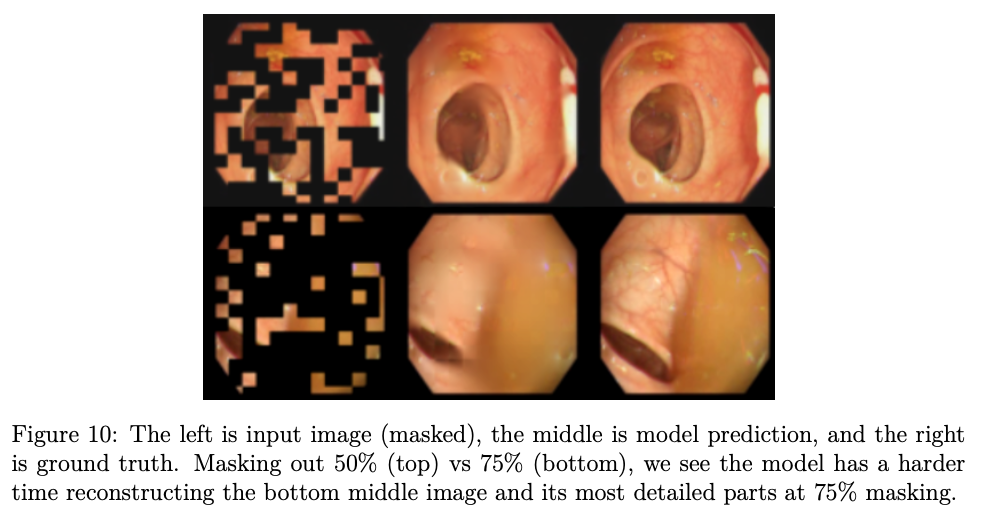 Figure 10: The left is input image (masked), the middle is model prediction, and the right
is ground truth. Masking out 50% (top) vs 75% (bottom), we see the model has a harder
time reconstructing the bottom middle image and its most detailed parts at 75% masking.